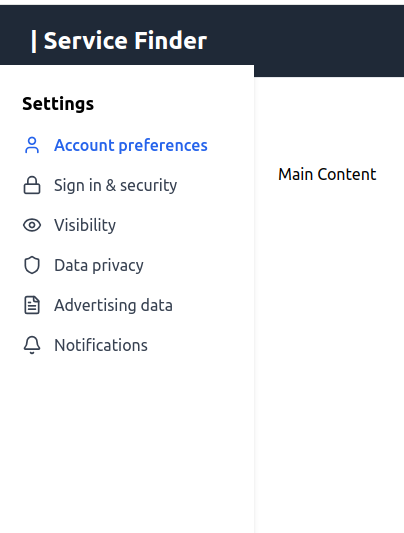 | Service Finder
Settings
Account preferences
Sign in & security
Visibility
Data privacy
Advertising data
Notifications
Main Content